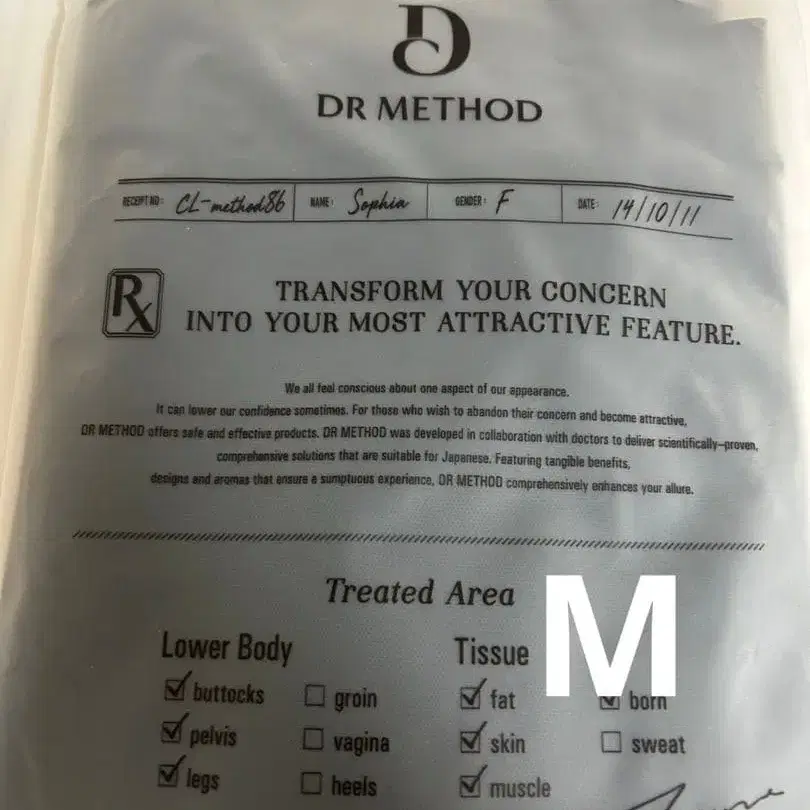 DR METHOD
RECEIPT NO: CL-method86 NAME: Sophia GENDER: F DATE: 14/10/11
Rx TRANSFORM YOUR CONCERN
INTO YOUR MOST ATTRACTIVE FEATURE.
We all feel conscious about one aspect of our appearance.
It can lower our confidence sometimes. For those who wish to abandon their concern and become attractive,
DR METHOD offers safe and effective products. DR METHOD was developed in collaboration with doctors to deliver scientifically-proven,
comprehensive solutions that are suitable for Japanese. Featuring tangible benefits,
designs and aromas that ensure a sumptuous experience, DR METHOD comprehensively enhances your allure.
Treated Area
M
Lower Body Tissue
buttocks groin fat born
pelvis vagina skin sweat
legs heels muscle